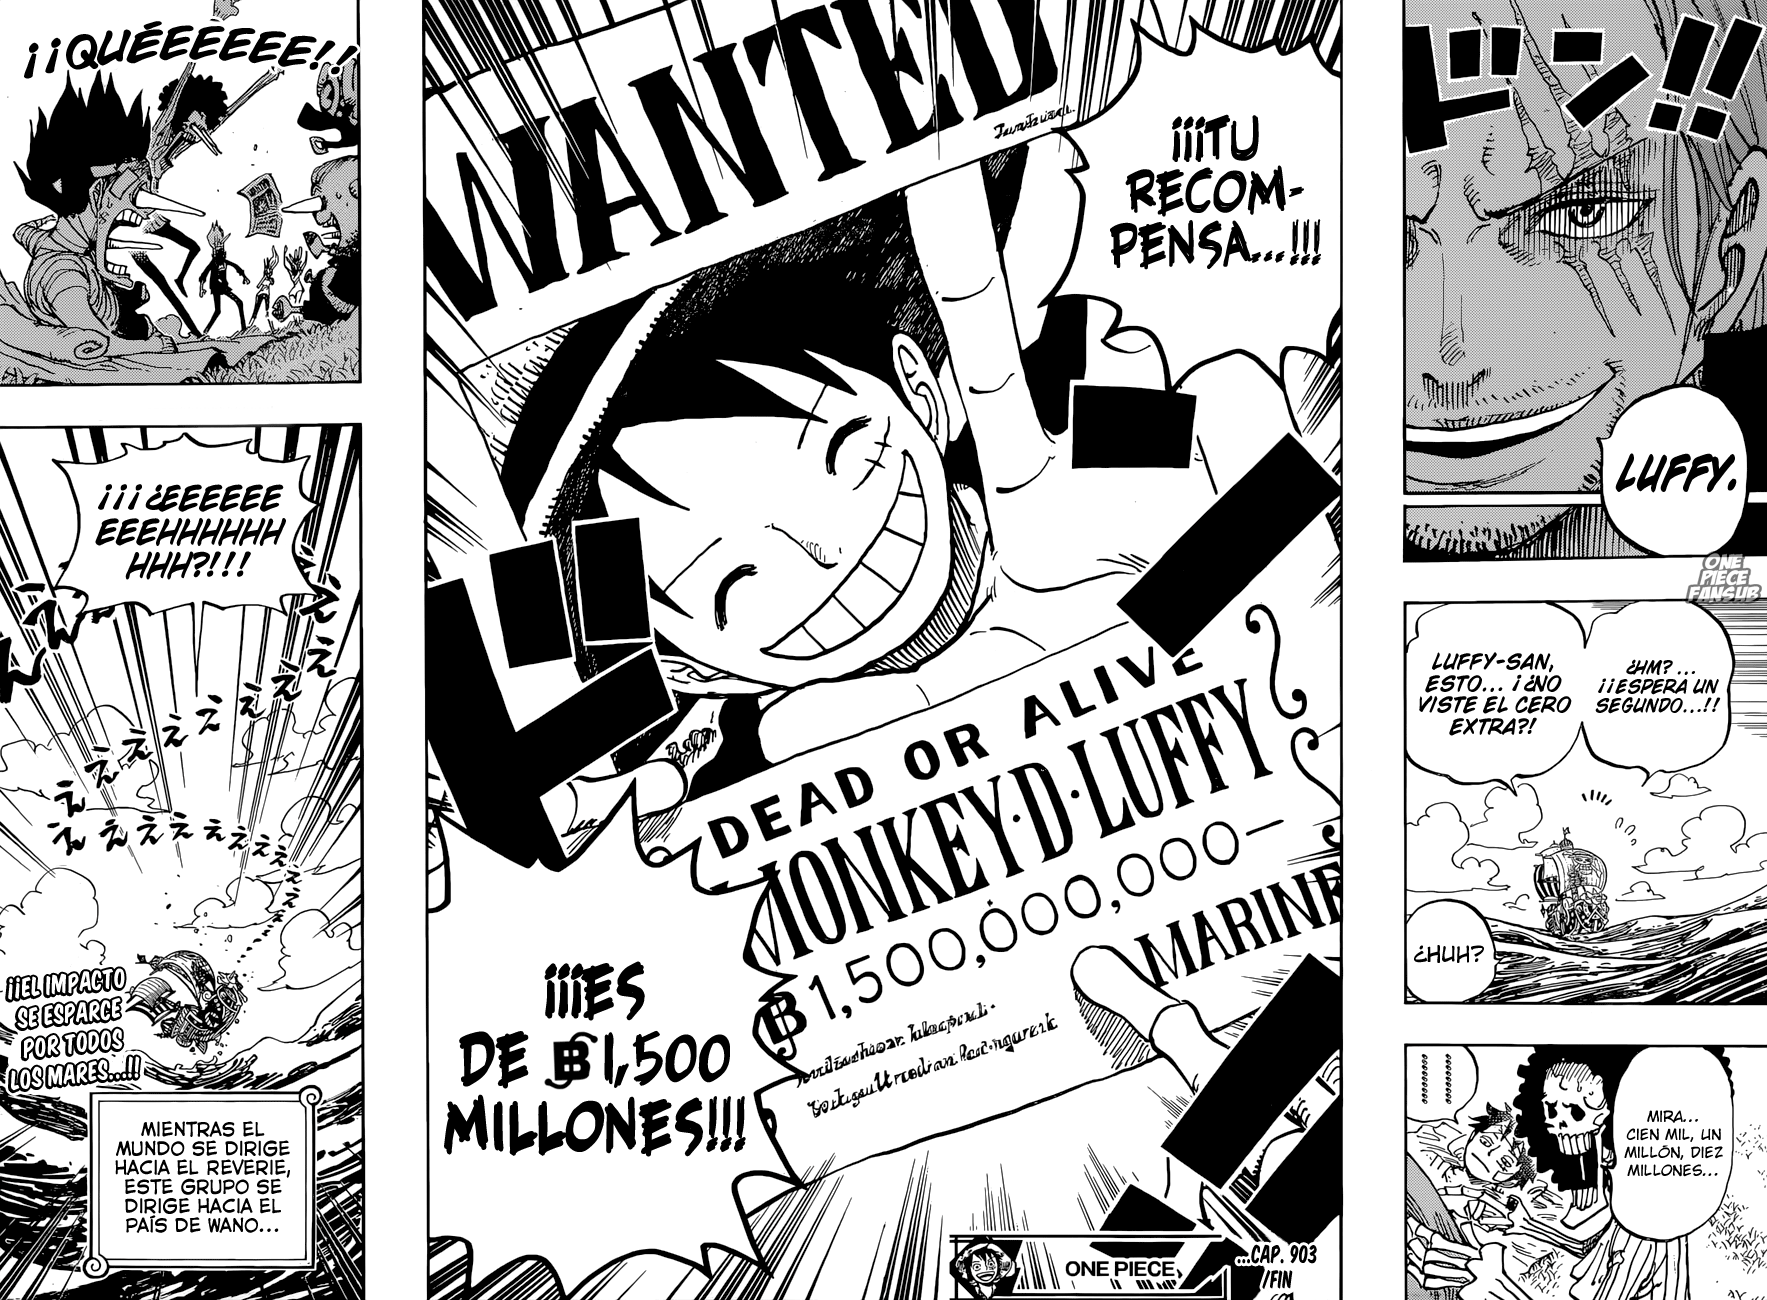 ドン!!
LUFFY.
ONE
PIECE
FANSUB
¿HM?...
¡¡ESPERA UN
SEGUNDO...!!
LUFFY-SAN,
ESTO... ¡¿NO
VISTE EL CERO
EXTRA?!
¿HUH?
MIRA...
CIEN MIL, UN
MILLÓN, DIEZ
MILLONES...
WANTED
¡¡¡TU
RECOM-
PENSA...!!!
DEAD OR ALIVE
MONKEY·D·LUFFY
฿1,500,000,000—
MARINE
¡¡¡ES
DE ฿1,500
MILLONES!!!
ONE PIECE
...CAP. 903
/FIN
¡¡QUÉEEEEEE!!
¡¡¡¿EEEEEE
EEEHHHHHH
HHH?!!!
¡¡EL IMPACTO
SE ESPARCE
POR TODOS
LOS MARES...!!
MIENTRAS EL
MUNDO SE DIRIGE
HACIA EL REVERIE,
ESTE GRUPO SE
DIRIGE HACIA EL
PAÍS DE WANO...